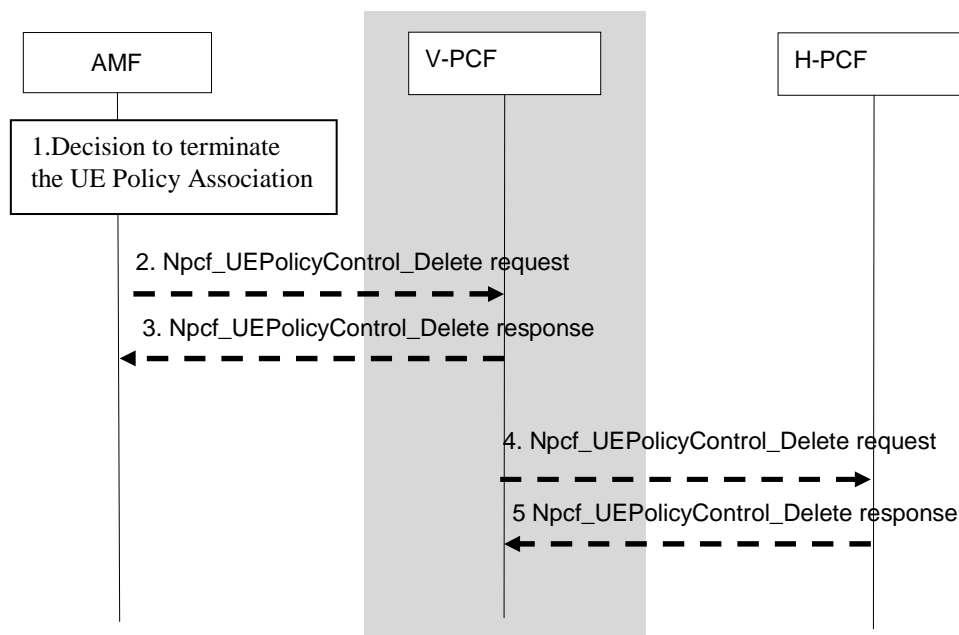 AMF
V-PCF
H-PCF
1.Decision to terminate
the UE Policy Association
2. Npcf_UEPolicyControl_Delete request
3. Npcf_UEPolicyControl_Delete response
4. Npcf_UEPolicyControl_Delete request
5 Npcf_UEPolicyControl_Delete response